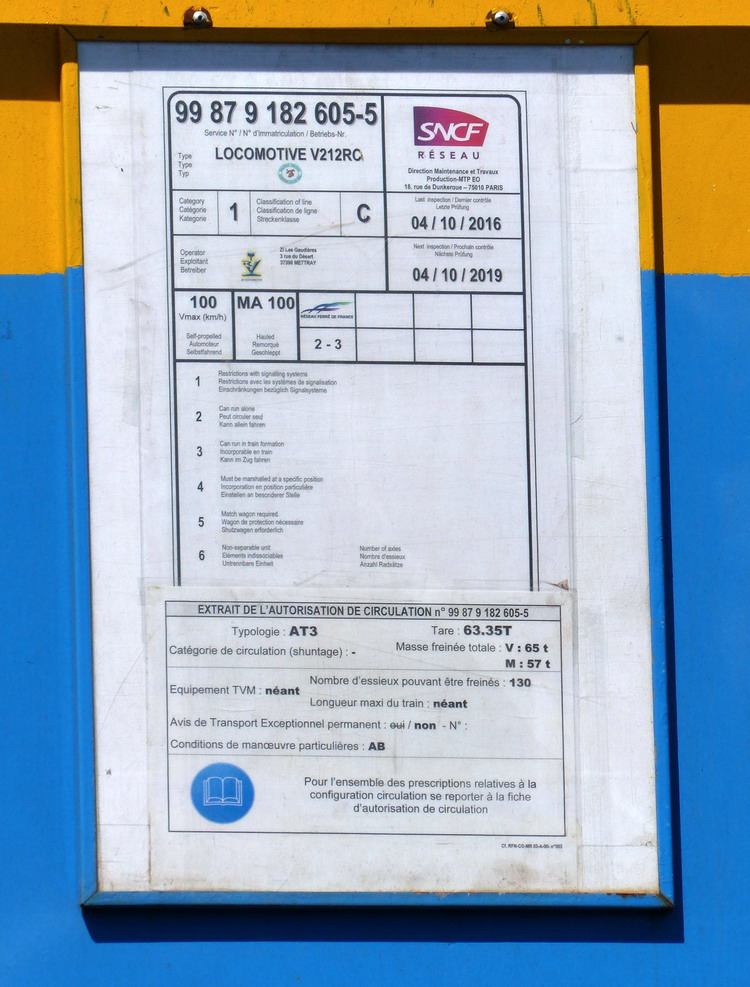 99 87 9 182 605-5
Service N° / N° d'Immatriculation / Betriebs-Nr.
Type
Type
Typ
LOCOMOTIVE V212RC
SNCF
RÉSEAU
Direction Maintenance et Travaux
Production-MTP EO
18. rue de Dunkerque – 75010 PARIS
Category
Catégorie
Kategorie
1
Classification of line
Classification de ligne
Streckenklasse
C
Last inspection / Dernier contrôle
Letzte Prüfung
04 / 10 / 2016
Operator
Exploitant
Betreiber
ZI Les Gaudières
3 rue du Désert
37390 METTRAY
Next inspection / Prochain contrôle
Nächste Prüfung
04 / 10 / 2019
100
Vmax (km/h)
MA 100
RÉSEAU FERRÉ DE FRANCE
Self-propelled
Automoteur
Selbstfahrend
Hauled
Remorqué
Geschleppt
2 - 3
1
Restrictions with signalling systems
Restrictions avec les systèmes de signalisation
Einschränkungen bezüglich Signalsysteme
2
Can run alone
Peut circuler seul
Kann allein fahren
3
Can run in train formation
Incorporable en train
Kann im Zug fahren
4
Must be marshalled at a specific position
Incorporation en position particulière
Einstellen an besonderer Stelle
5
Match wagon required.
Wagon de protection nécessaire
Shutzwagen erforderlich
6
Non-separable unit
Eléments indissociables
Untrennbare Einheit
Number of axles
Nombre d'essieux
Anzahl Radsätze
EXTRAIT DE L'AUTORISATION DE CIRCULATION n° 99 87 9 182 605-5
Typologie : AT3
Tare : 63.35T
Catégorie de circulation (shuntage) : -
Masse freinée totale : V : 65 t
M : 57 t
Equipement TVM : néant
Nombre d'essieux pouvant être freinés : 130
Longueur maxi du train : néant
Avis de Transport Exceptionnel permanent : oui / non - N° :
Conditions de manœuvre particulières : AB
Pour l'ensemble des prescriptions relatives à la
configuration circulation se reporter à la fiche
d'autorisation de circulation